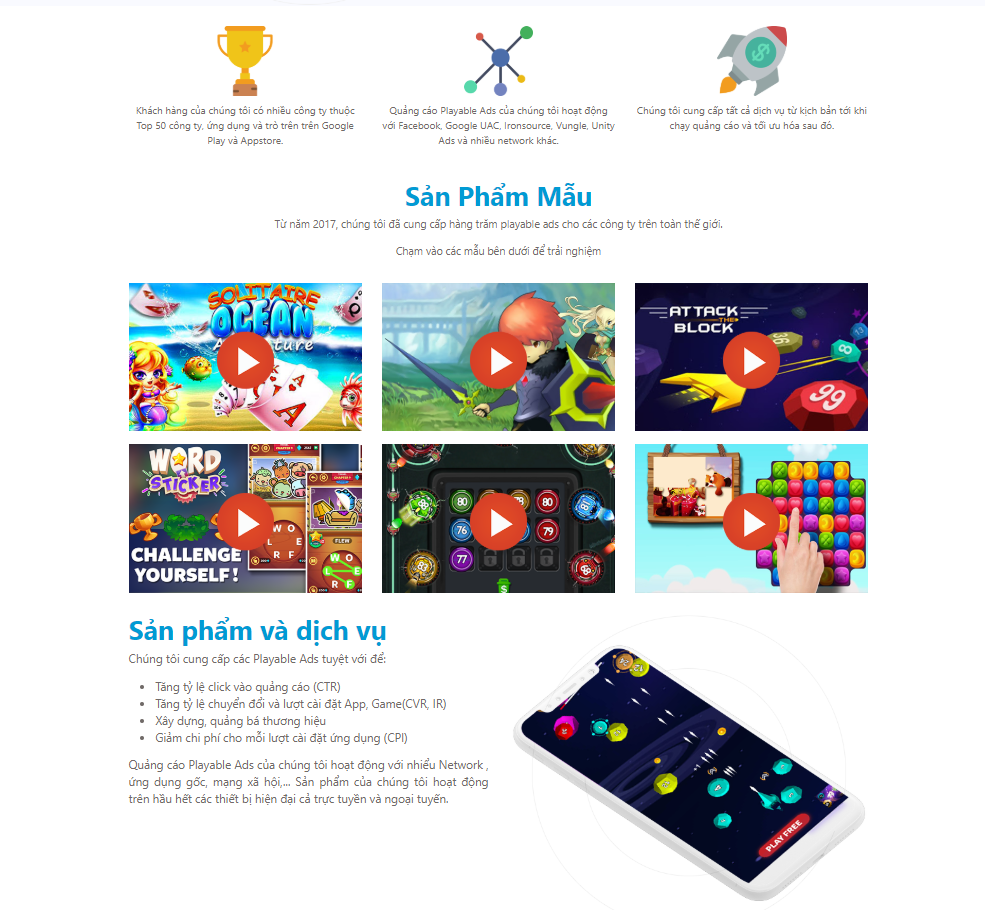 Khách hàng của chúng tôi có nhiều công ty thuộc
Top 50 công ty, ứng dụng và trò trên trên Google
Play và Appstore.
Quảng cáo Playable Ads của chúng tôi hoạt động
với Facebook, Google UAC, Ironsource, Vungle, Unity
Ads và nhiều network khác.
Chúng tôi cung cấp tất cả dịch vụ từ kịch bản tới khi
chạy quảng cáo và tối ưu hóa sau đó.
Sản Phẩm Mẫu
Từ năm 2017, chúng tôi đã cung cấp hàng trăm playable ads cho các công ty trên toàn thế giới.
Chạm vào các mẫu bên dưới để trải nghiệm
SOLITAIRE
OCEAN
A
A
ATTACK
THE
BLOCK
36
8
99
WORD
STICKER
CHALLENGE
YOURSELF!
FLEW
80
80
76
79
77
Sản phẩm và dịch vụ
Chúng tôi cung cấp các Playable Ads tuyệt vời để:
Tăng tỷ lệ click vào quảng cáo (CTR)
Tăng tỷ lệ chuyển đổi và lượt cài đặt App, Game(CVR, IR)
Xây dựng, quảng bá thương hiệu
Giảm chi phí cho mỗi lượt cài đặt ứng dụng (CPI)
Quảng cáo Playable Ads của chúng tôi hoạt động với nhiều Network ,
ứng dụng gốc, mạng xã hội,... Sản phẩm của chúng tôi hoạt động
trên hầu hết các thiết bị hiện đại cả trực tuyến và ngoại tuyến.
PLAY FREE